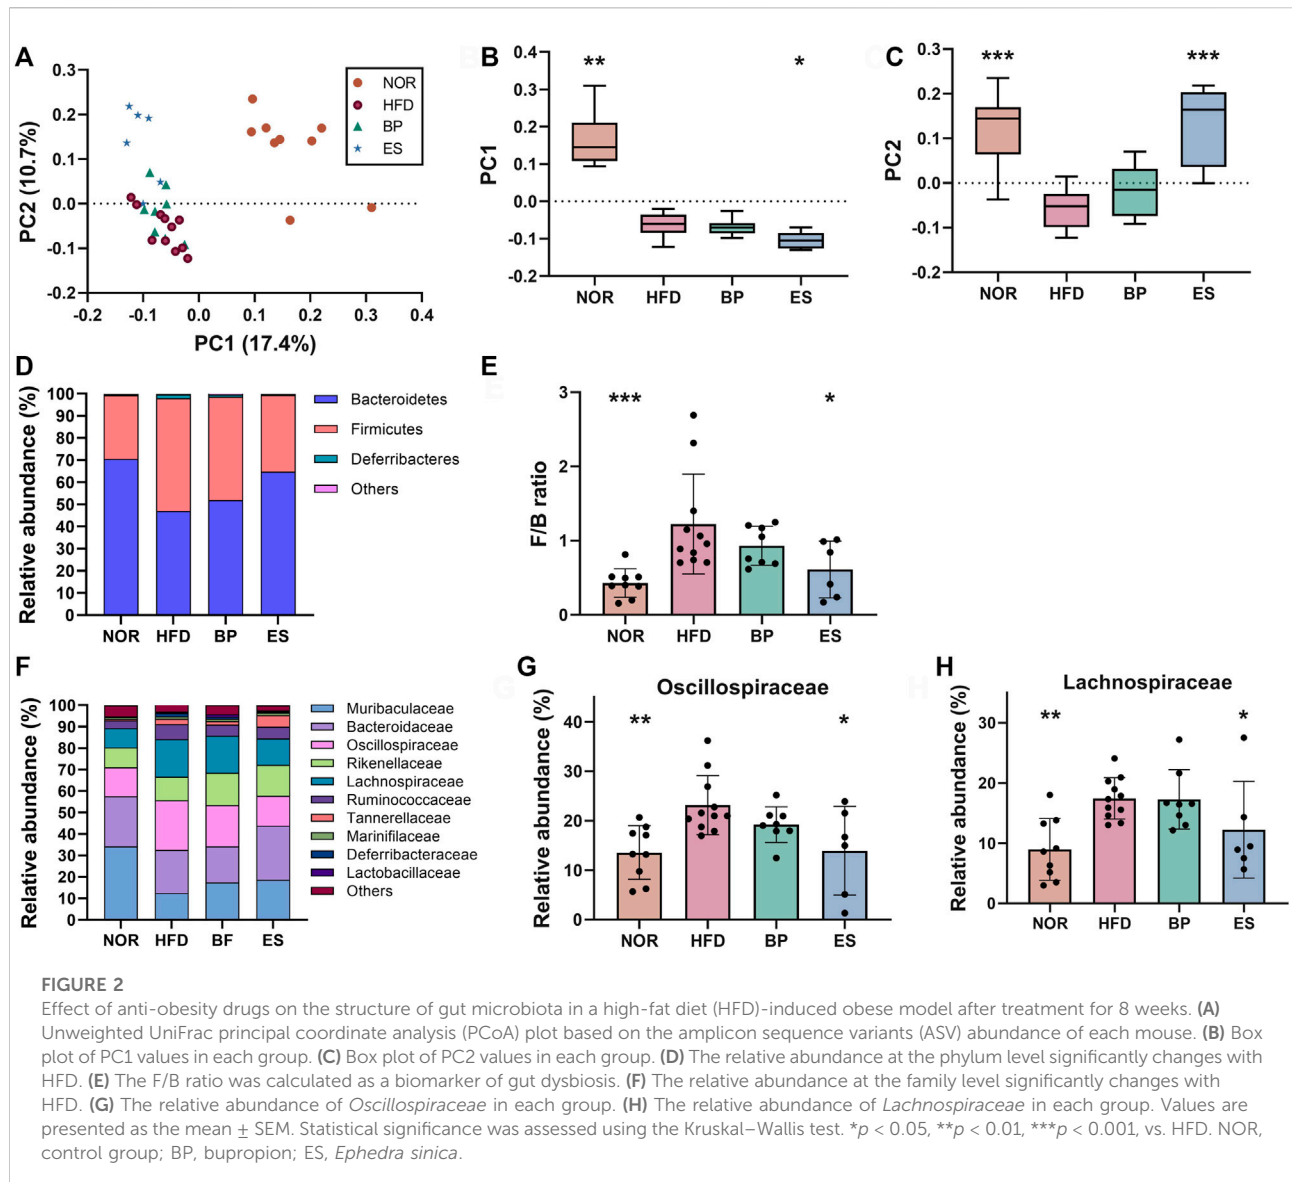 A
0.3
0.2
0.1
0.0
-0.1
-0.2
PC2 (10.7%)
-0.2 -0.1 0.0 0.1 0.2 0.3 0.4
PC1 (17.4%)
NOR
HFD
BP
ES
B
0.4
0.3
0.2
0.1
0.0
-0.1
-0.2
PC1
** *
NOR HFD BP ES
C
0.3
0.2
0.1
0.0
-0.1
-0.2
PC2
*** ***
NOR HFD BP ES
D
100
90
80
70
60
50
40
30
20
10
0
Relative abundance (%)
NOR HFD BP ES
Bacteroidetes
Firmicutes
Deferribacteres
Others
E
3
2
1
0
F/B ratio
*** *
NOR HFD BP ES
F
100
90
80
70
60
50
40
30
20
10
0
Relative abundance (%)
NOR HFD BF ES
Muribaculaceae
Bacteroidaceae
Oscillospiraceae
Rikenellaceae
Lachnospiraceae
Ruminococcaceae
Tannerellaceae
Marinifilaceae
Deferribacteraceae
Lactobacillaceae
Others
G
Oscillospiraceae
40
30
20
10
0
Relative abundance (%)
** *
NOR HFD BP ES
H
Lachnospiraceae
30
20
10
0
Relative abundance (%)
** *
NOR HFD BP ES
FIGURE 2
Effect of anti-obesity drugs on the structure of gut microbiota in a high-fat diet (HFD)-induced obese model after treatment for 8 weeks. (A)
Unweighted UniFrac principal coordinate analysis (PCoA) plot based on the amplicon sequence variants (ASV) abundance of each mouse. (B) Box
plot of PC1 values in each group. (C) Box plot of PC2 values in each group. (D) The relative abundance at the phylum level significantly changes with
HFD. (E) The F/B ratio was calculated as a biomarker of gut dysbiosis. (F) The relative abundance at the family level significantly changes with
HFD. (G) The relative abundance of Oscillospiraceae in each group. (H) The relative abundance of Lachnospiraceae in each group. Values are
presented as the mean ± SEM. Statistical significance was assessed using the Kruskal–Wallis test. *p < 0.05, **p < 0.01, ***p < 0.001, vs. HFD. NOR,
control group; BP, bupropion; ES, Ephedra sinica.